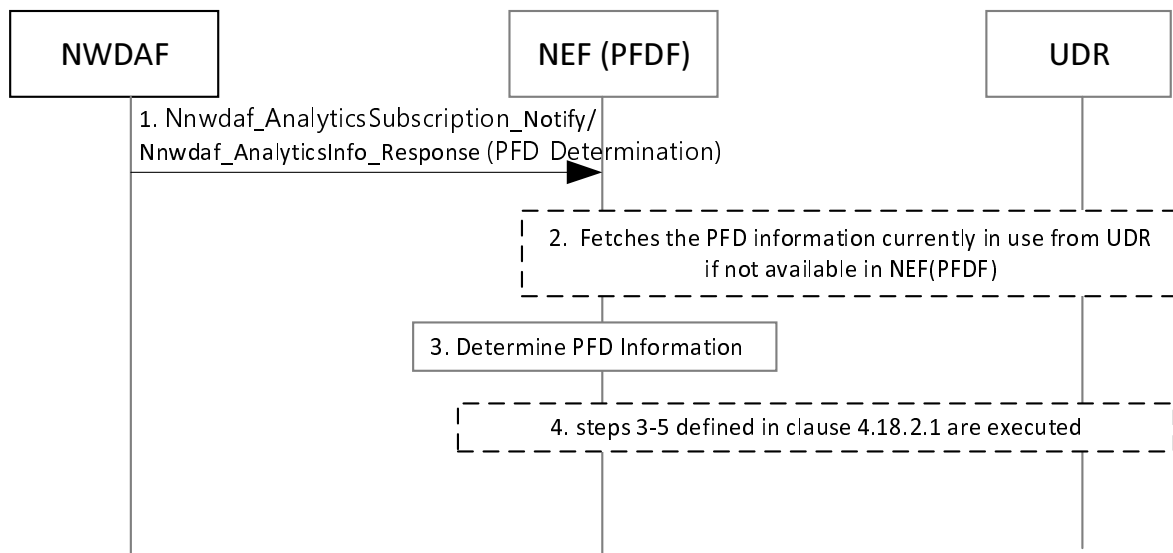 NWDAF
NEF (PFDF)
UDR
1. Nnwdaf_AnalyticsSubscription_Notify/
Nnwdaf_AnalyticsInfo_Response (PFD Determination)
2. Fetches the PFD information currently in use from UDR
if not available in NEF(PFDF)
3. Determine PFD Information
4. steps 3-5 defined in clause 4.18.2.1 are executed